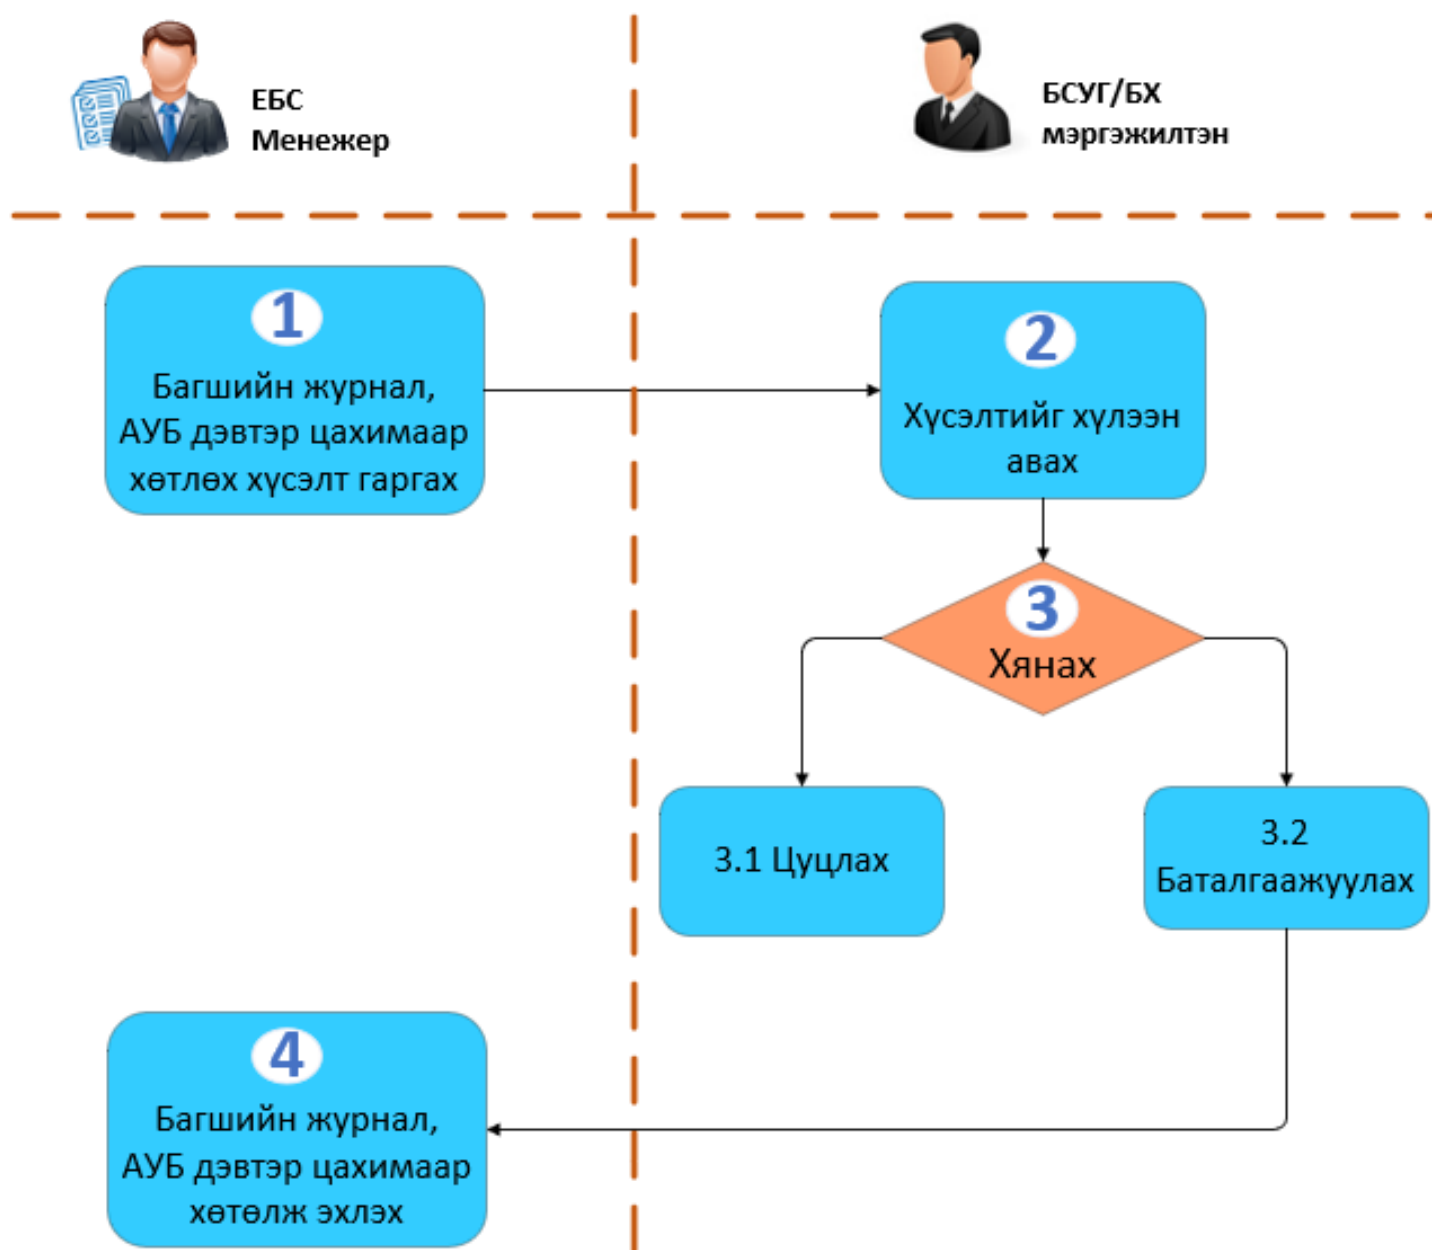 ЕБС
Менежер
БСУГ/БХ
мэргэжилтэн
1
Багшийн журнал,
АУБ дэвтэр цахимаар
хөтлөх хүсэлт гаргах
2
Хүсэлтийг хүлээн
авах
3
Хянах
3.1 Цуцлах
3.2
Баталгаажуулах
4
Багшийн журнал,
АУБ дэвтэр цахимаар
хөтөлж эхлэх